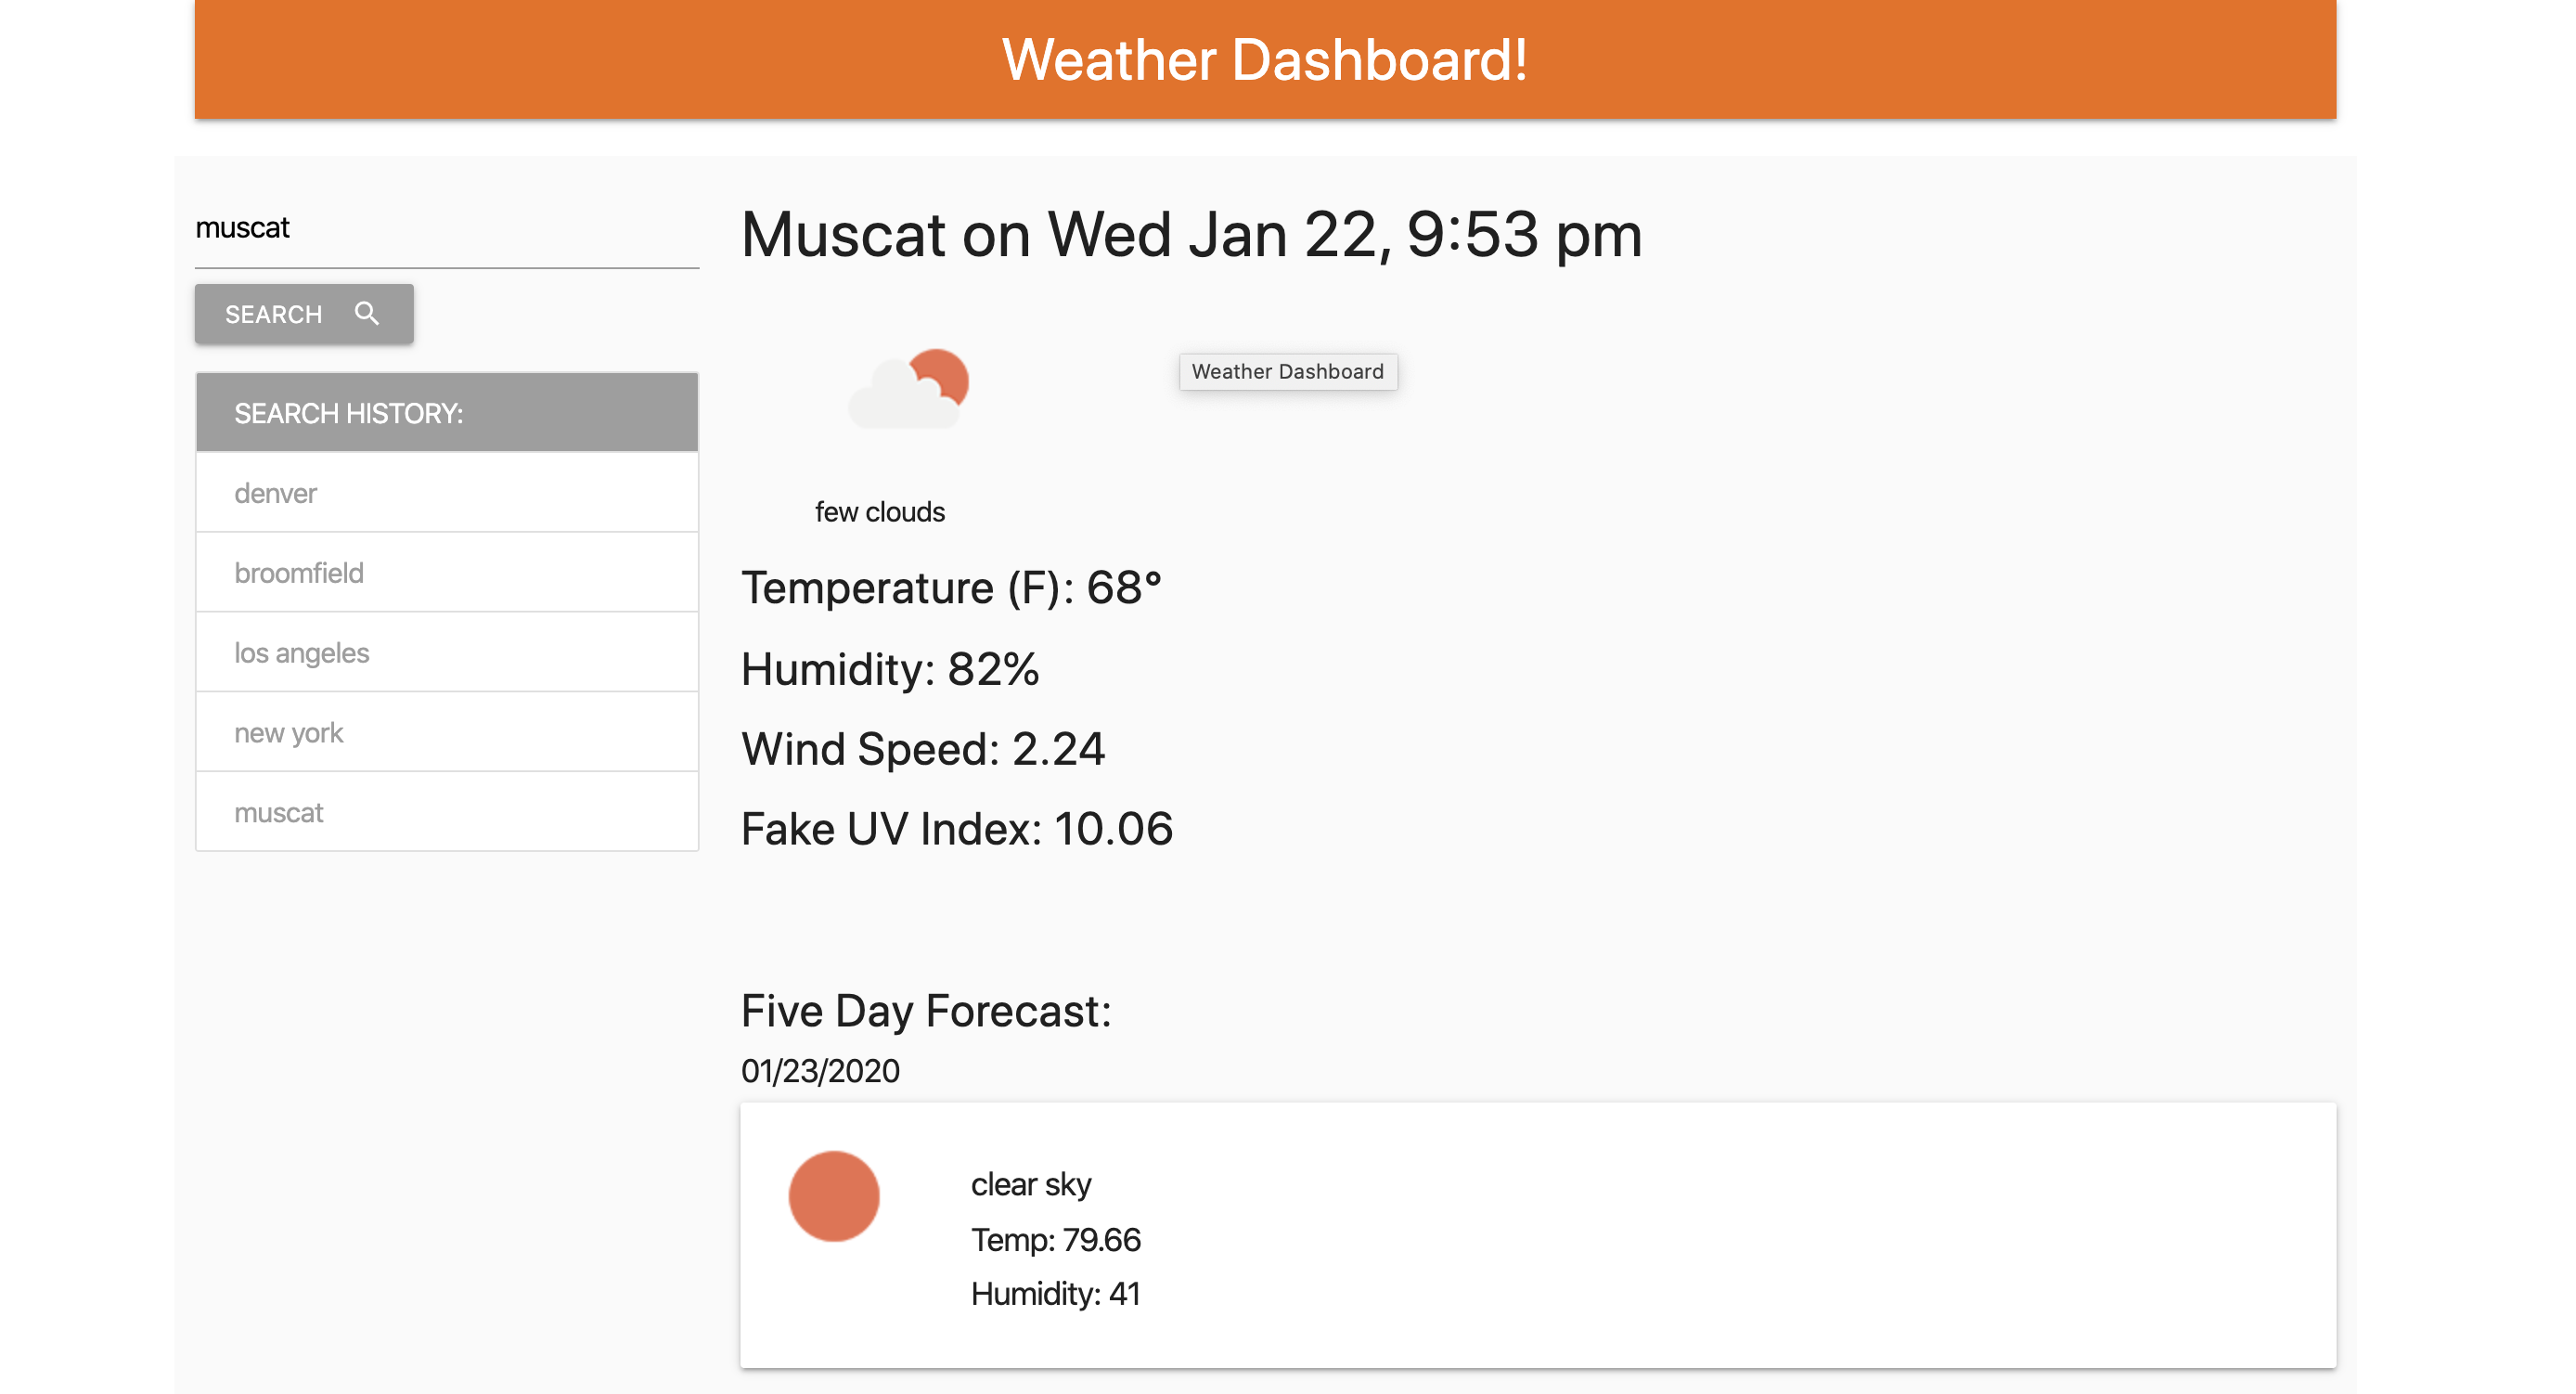 Weather Dashboard!
muscat
SEARCH
SEARCH HISTORY:
denver
broomfield
los angeles
new york
muscat
Muscat on Wed Jan 22, 9:53 pm
Weather Dashboard
few clouds
Temperature (F): 68°
Humidity: 82%
Wind Speed: 2.24
Fake UV Index: 10.06
Five Day Forecast:
01/23/2020
clear sky
Temp: 79.66
Humidity: 41